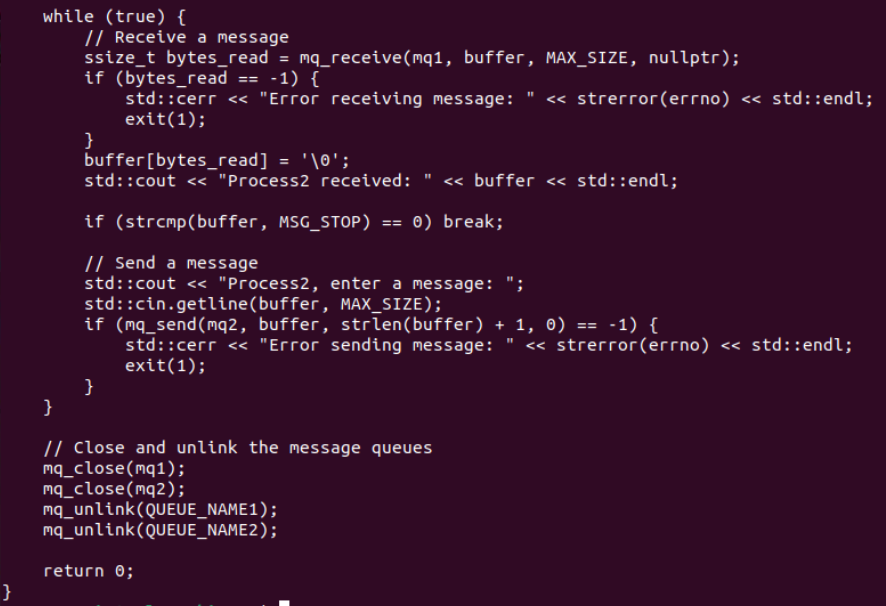 while (true) {
// Receive a message
ssize_t bytes_read = mq_receive(mq1, buffer, MAX_SIZE, nullptr);
if (bytes_read == -1) {
std::cerr << "Error receiving message: " << strerror(errno) << std::endl;
exit(1);
}
buffer[bytes_read] = '\0';
std::cout << "Process2 received: " << buffer << std::endl;
if (strcmp(buffer, MSG_STOP) == 0) break;
// Send a message
std::cout << "Process2, enter a message: ";
std::cin.getline(buffer, MAX_SIZE);
if (mq_send(mq2, buffer, strlen(buffer) + 1, 0) == -1) {
std::cerr << "Error sending message: " << strerror(errno) << std::endl;
exit(1);
}
}
// Close and unlink the message queues
mq_close(mq1);
mq_close(mq2);
mq_unlink(QUEUE_NAME1);
mq_unlink(QUEUE_NAME2);
return 0;
}